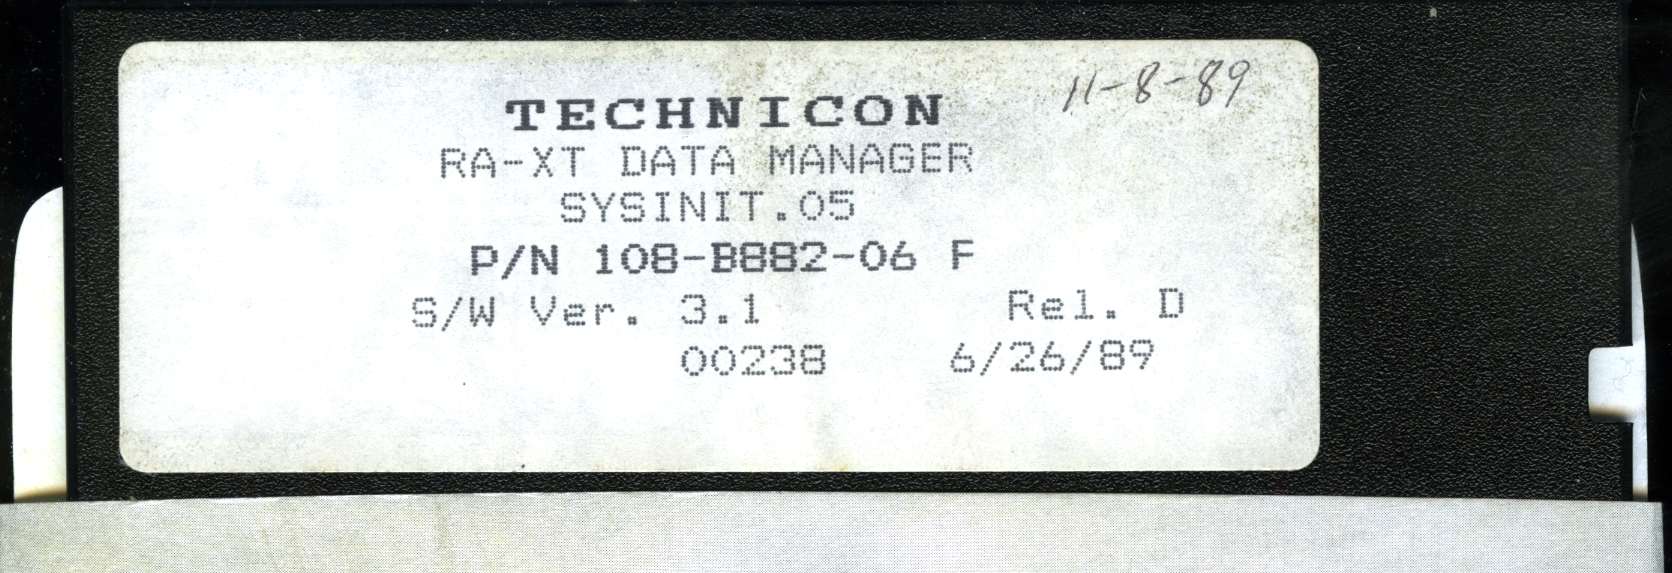 TECHNICON
11-8-89
RA-XT DATA MANAGER
SYSINIT.05
P/N 108-B882-06 F
S/W Ver. 3.1 Rel. D
00238 6/26/89